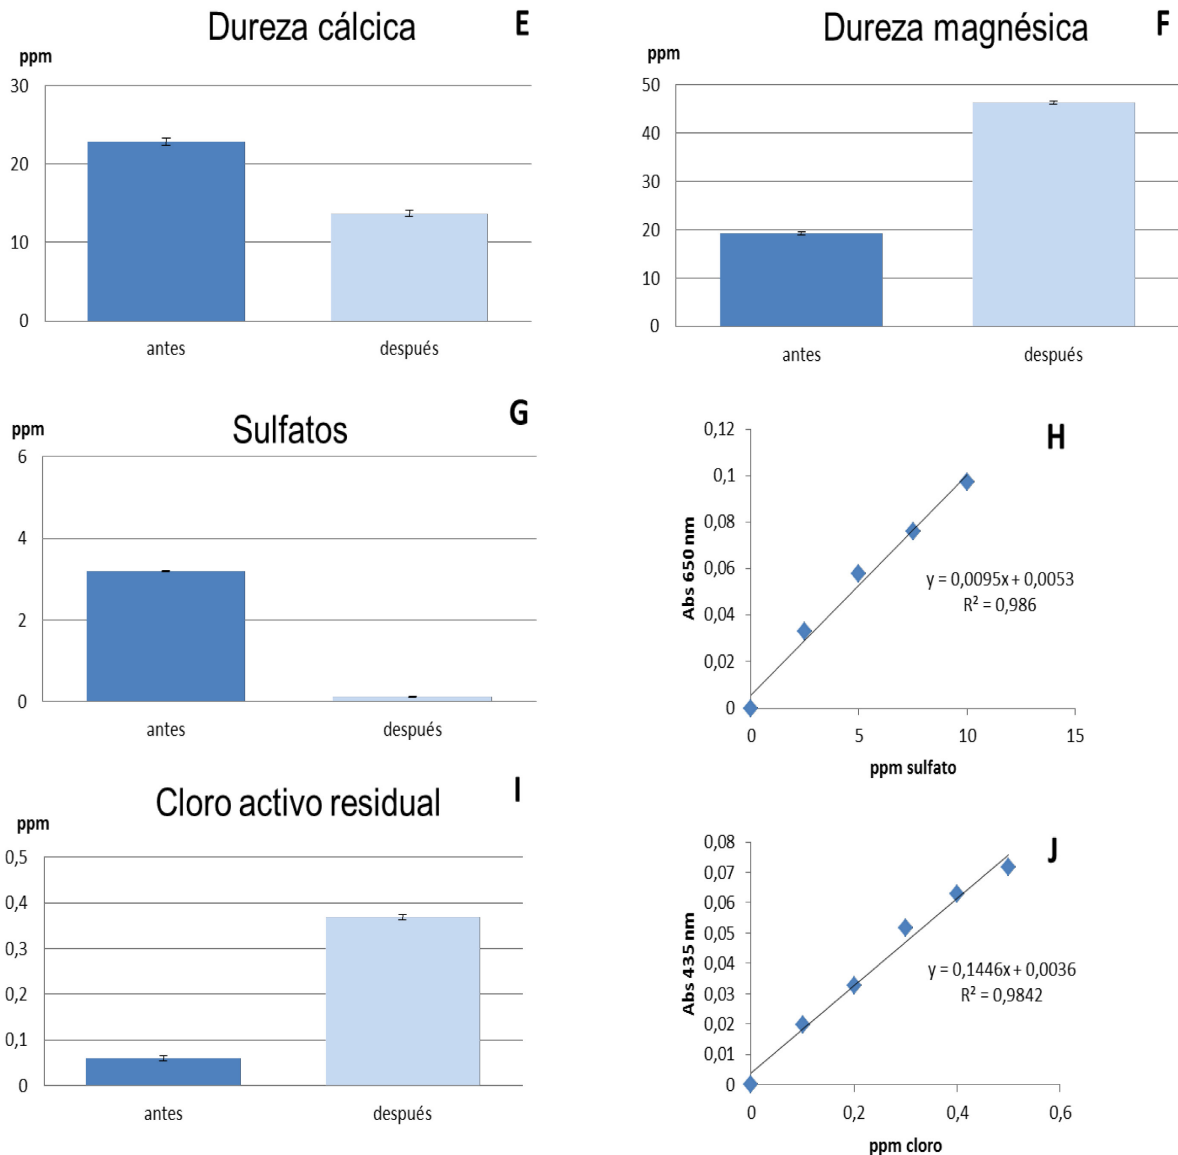 Dureza cálcica
E
ppm
30
20
10
0
antes
después
Dureza magnésica
F
ppm
50
40
30
20
10
0
antes
después
Sulfatos
G
ppm
6
4
2
0
antes
después
H
Abs 650 nm
0,12
0,1
0,08
0,06
0,04
0,02
0
y = 0,0095x + 0,0053
R² = 0,986
0
5
10
15
ppm sulfato
Cloro activo residual
I
ppm
0,5
0,4
0,3
0,2
0,1
0
antes
después
J
Abs 435 nm
0,08
0,07
0,06
0,05
0,04
0,03
0,02
0,01
0
y = 0,1446x + 0,0036
R² = 0,9842
0
0,2
0,4
0,6
ppm cloro